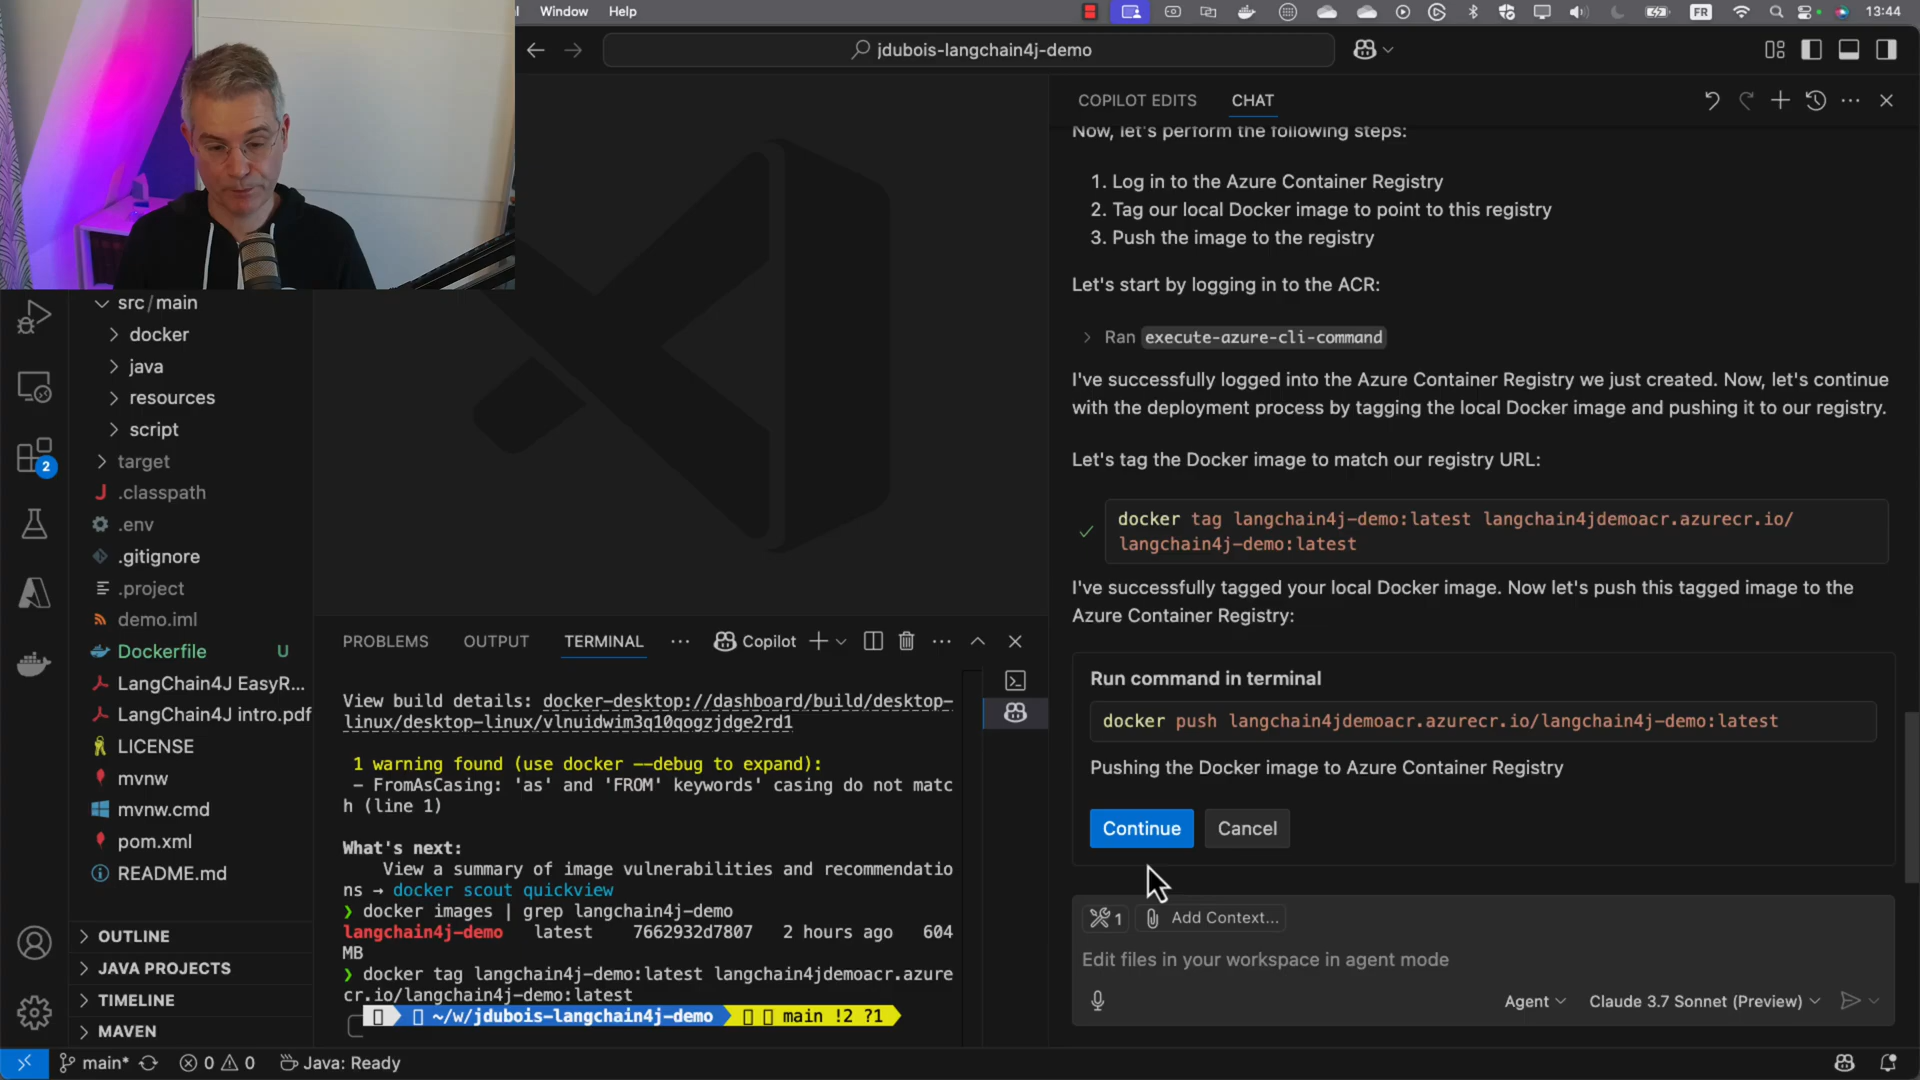 Window Help
FR
13:44
jdubois-langchain4j-demo
COPILOT EDITS CHAT
Now, let's perform the following steps:
1. Log in to the Azure Container Registry
2. Tag our local Docker image to point to this registry
3. Push the image to the registry
Let's start by logging in to the ACR:
Ran execute-azure-cli-command
I've successfully logged into the Azure Container Registry we just created. Now, let's continue
with the deployment process by tagging the local Docker image and pushing it to our registry.
Let's tag the Docker image to match our registry URL:
docker tag langchain4j-demo:latest langchain4jdemoacr.azurecr.io/
langchain4j-demo:latest
I've successfully tagged your local Docker image. Now let's push this tagged image to the
Azure Container Registry:
Run command in terminal
docker push langchain4jdemoacr.azurecr.io/langchain4j-demo:latest
Pushing the Docker image to Azure Container Registry
Continue Cancel
1 Add Context...
Edit files in your workspace in agent mode
Agent Claude 3.7 Sonnet (Preview)
src/main
docker
java
resources
script
target
.classpath
.env
.gitignore
.project
demo.iml
Dockerfile U
LangChain4J EasyR...
LangChain4J intro.pdf
LICENSE
mvnw
mvnw.cmd
pom.xml
README.md
OUTLINE
JAVA PROJECTS
TIMELINE
MAVEN
2
PROBLEMS OUTPUT TERMINAL ... Copilot
View build details: docker-desktop://dashboard/build/desktop-
linux/desktop-linux/vlnuidwim3q10qogzjdge2rd1
1 warning found (use docker --debug to expand):
- FromAsCasing: 'as' and 'FROM' keywords' casing do not matc
h (line 1)
What's next:
View a summary of image vulnerabilities and recommendatio
ns → docker scout quickview
❯ docker images | grep langchain4j-demo
langchain4j-demo latest 7662932d7807 2 hours ago 604
MB
❯ docker tag langchain4j-demo:latest langchain4jdemoacr.azure
cr.io/langchain4j-demo:latest
~/w/jdubois-langchain4j-demo main !2 ?1
main* 0 0 Java: Ready